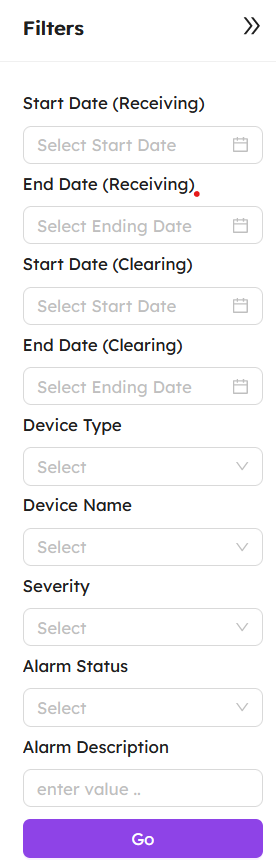 Filters
Start Date (Receiving)
Select Start Date
End Date (Receiving)
Select Ending Date
Start Date (Clearing)
Select Start Date
End Date (Clearing)
Select Ending Date
Device Type
Select
Device Name
Select
Severity
Select
Alarm Status
Select
Alarm Description
enter value ..
Go